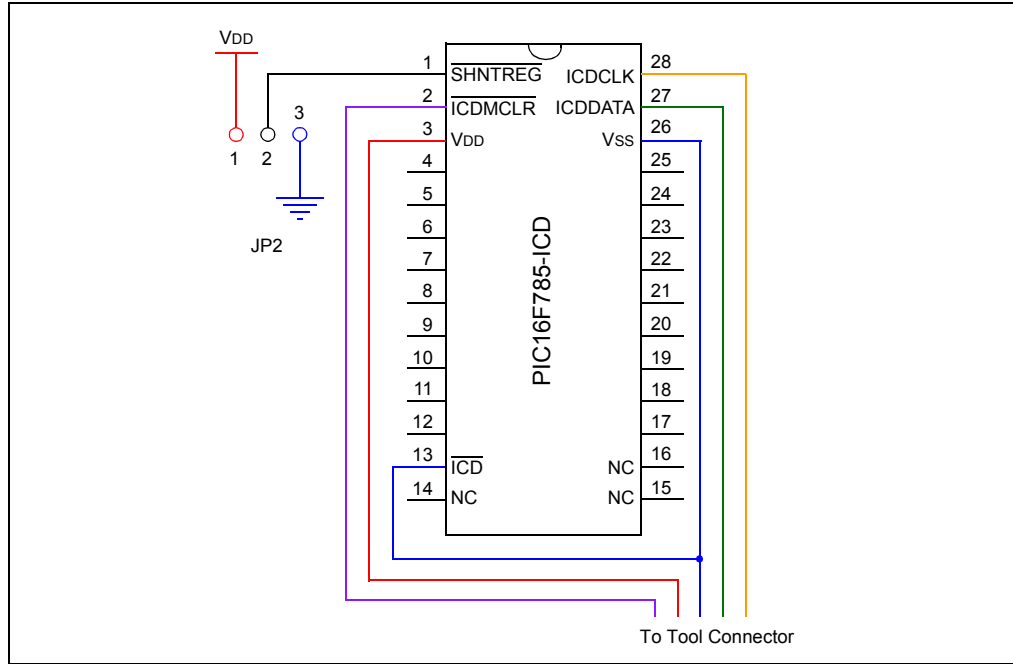 VDD
1 SHNTREG ICDCLK 28
2 ICDMCLR ICDDATA 27
3 VDD VSS 26
1 2 3
JP2
4 25
5 24
6 23
7 22
8 21
9 20
10 19
11 18
12 17
13 ICD NC 16
14 NC NC 15
PIC16F785-ICD
To Tool Connector